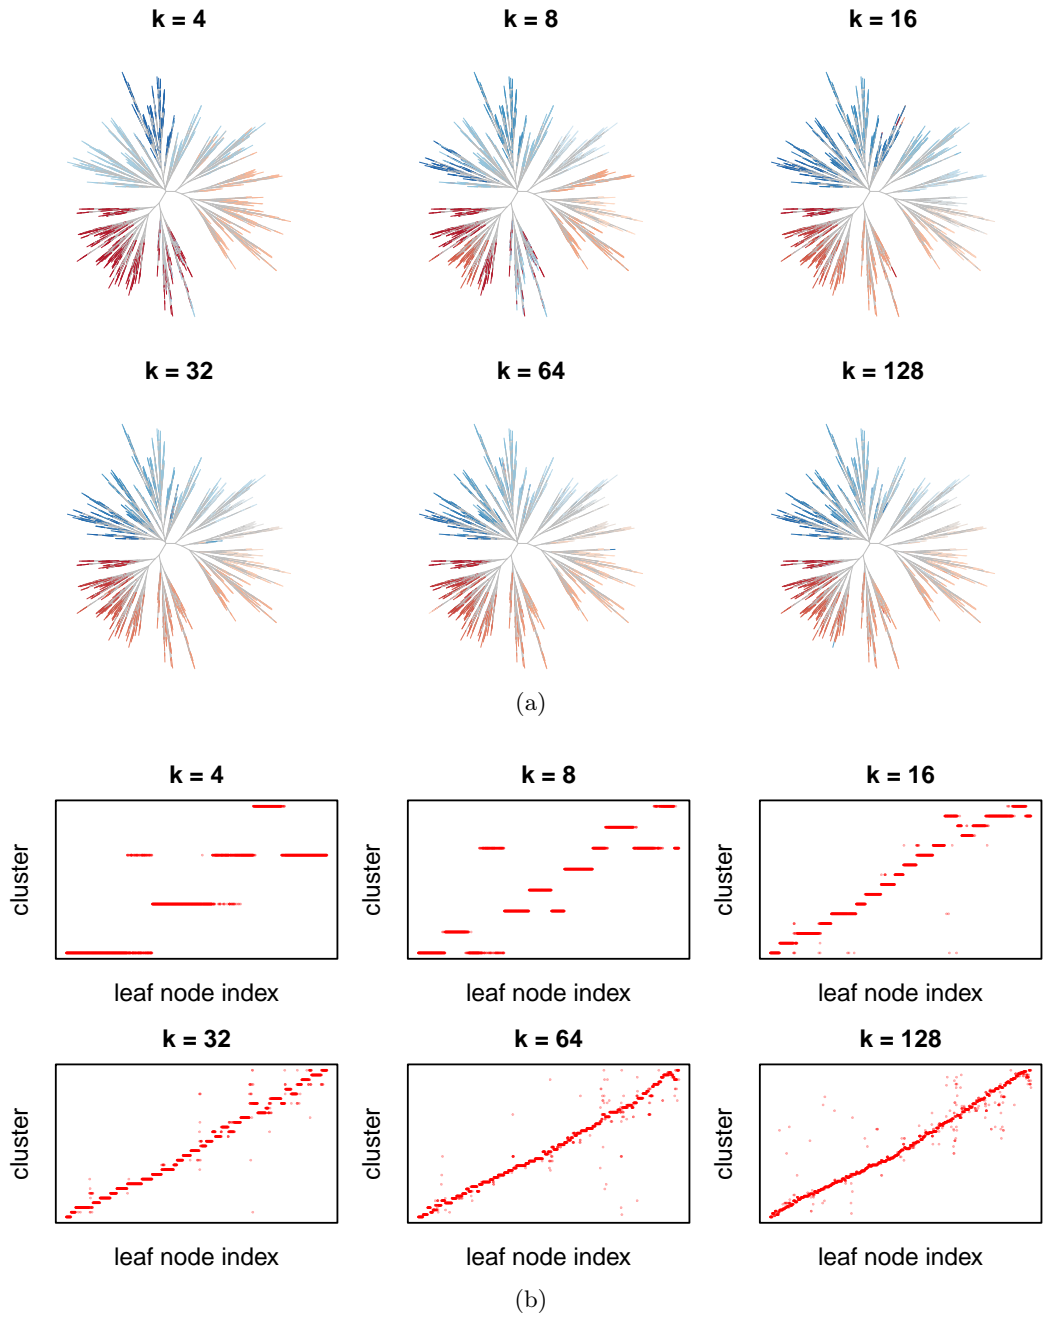 k = 4
k = 8
k = 16
k = 32
k = 64
k = 128
(a)
k = 4
k = 8
k = 16
cluster
cluster
cluster
leaf node index
leaf node index
leaf node index
k = 32
k = 64
k = 128
cluster
cluster
cluster
leaf node index
leaf node index
leaf node index
(b)